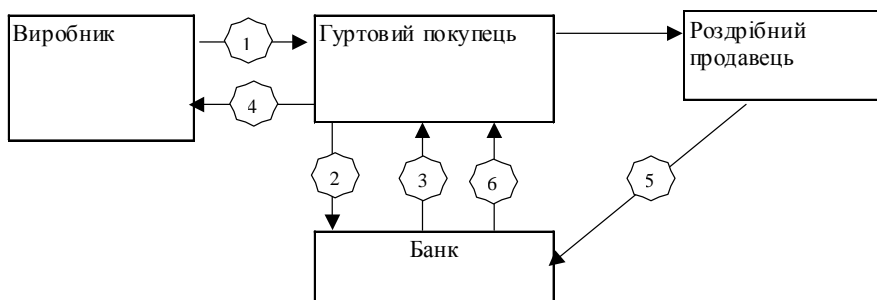 Виробник
1
Гуртовий покупець
Роздрібний
продавець
4
2
3
6
5
Банк